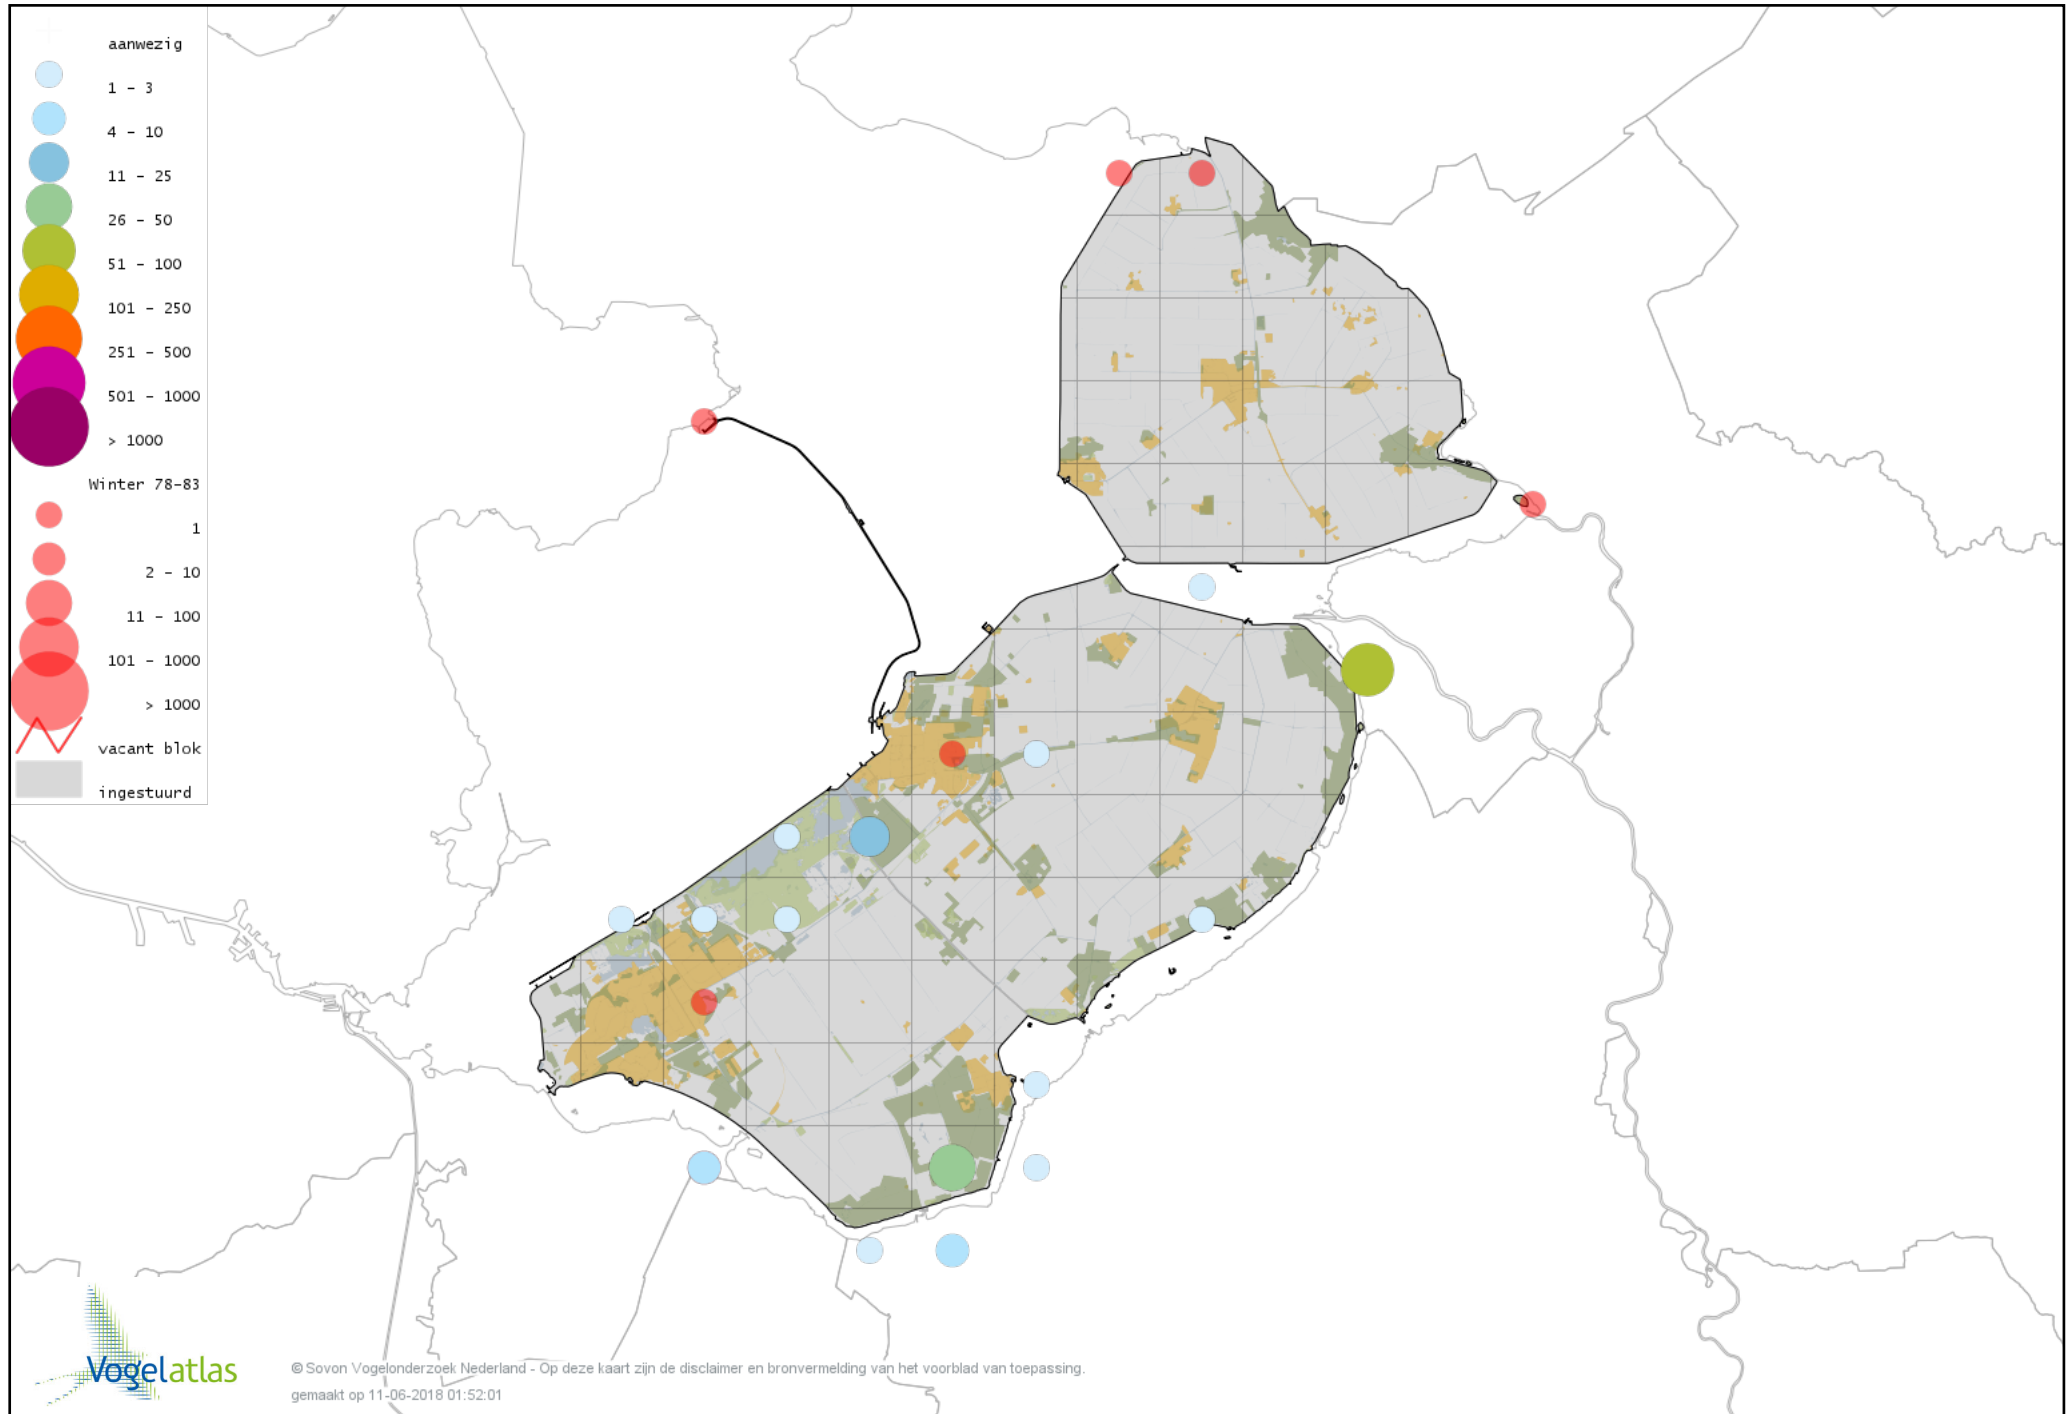 aanwezig
1 – 3
4 – 10
11 – 25
26 – 50
51 – 100
101 – 250
251 – 500
501 – 1000
> 1000
Winter 78-83
1
2 – 10
11 – 100
101 – 1000
> 1000
vacant blok
ingestuurd
Vogelatlas
© Sovon Vogelonderzoek Nederland - Op deze kaart zijn de disclaimer en bronvermelding van het voorblad van toepassing.
gemaakt op 11-06-2018 01:52:01